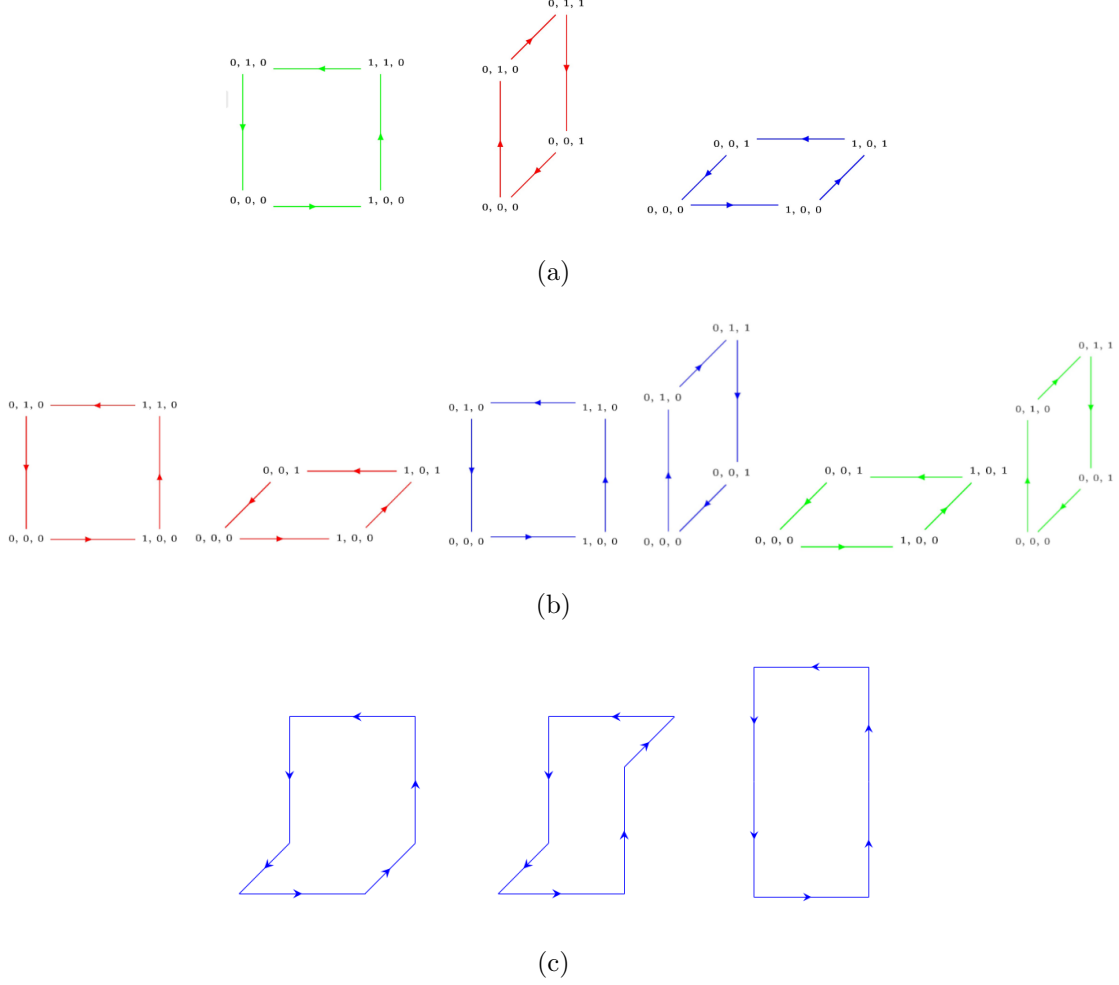 0, 1, 1
0, 1, 0 1, 1, 0 0, 1, 0
0, 0, 1 0, 0, 1 1, 0, 1
0, 0, 0 1, 0, 0 0, 0, 0 0, 0, 0 1, 0, 0
(a)
0, 1, 1 0, 1, 1
0, 1, 0 1, 1, 0 0, 1, 0 1, 1, 0 0, 1, 0 0, 1, 0
0, 0, 1 1, 0, 1 0, 0, 1 0, 0, 1 1, 0, 1 0, 0, 1
0, 0, 0 1, 0, 0 0, 0, 0 1, 0, 0 0, 0, 0 1, 0, 0 0, 0, 0 0, 0, 0 1, 0, 0 0, 0, 0
(b)
(c)